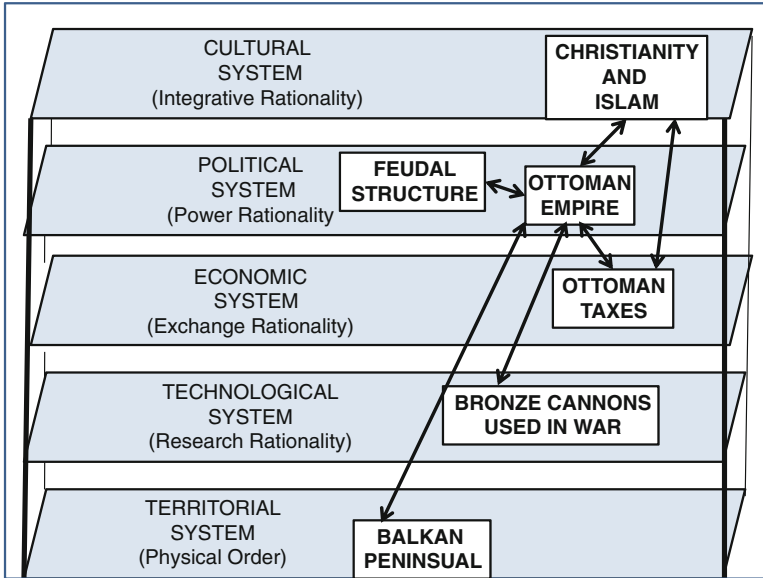 CULTURAL
SYSTEM
(Integrative Rationality)
CHRISTIANITY
AND
ISLAM
POLITICAL
SYSTEM
(Power Rationality
FEUDAL
STRUCTURE
OTTOMAN
EMPIRE
ECONOMIC
SYSTEM
(Exchange Rationality)
OTTOMAN
TAXES
TECHNOLOGICAL
SYSTEM
(Research Rationality)
BRONZE CANNONS
USED IN WAR
TERRITORIAL
SYSTEM
(Physical Order)
BALKAN
PENINSUAL